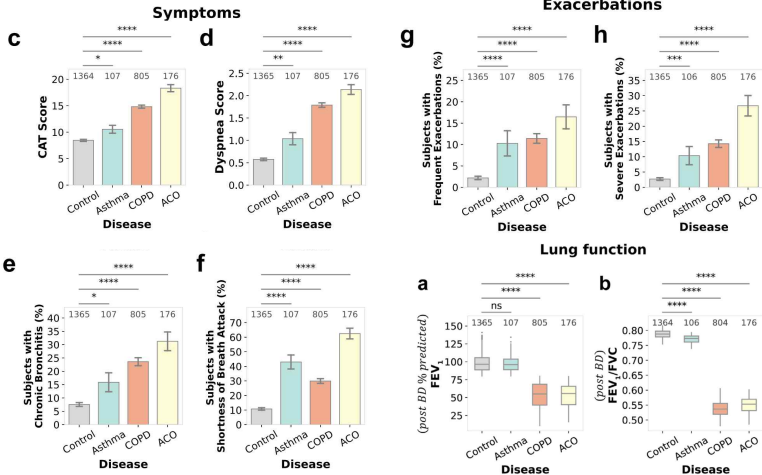 Symptoms
Exacerbations
c
****
****
*
1364 107 805 176
CAT Score
20
15
10
5
0
Control Asthma COPD ACO
Disease
d
****
****
**
1365 107 805 176
Dyspnea Score
2.5
2.0
1.5
1.0
0.5
0.0
Control Asthma COPD ACO
Disease
g
****
****
****
1365 107 805 176
Subjects with
Frequent Exacerbations (%)
25
20
15
10
5
0
Control Asthma COPD ACO
Disease
h
****
****
***
1365 106 805 176
Subjects with
Severe Exacerbations (%)
35
30
25
20
15
10
5
0
Control Asthma COPD ACO
Disease
e
****
****
*
1365 107 805 176
Subjects with
Chronic Bronchitis (%)
40
35
30
25
20
15
10
5
0
Control Asthma COPD ACO
Disease
f
****
****
****
1365 107 805 176
Subjects with
Shortness of Breath Attack (%)
70
60
50
40
30
20
10
0
Control Asthma COPD ACO
Disease
Lung function
a
****
****
ns
1365 107 805 176
(post BD % predicted)
FEV1
150
125
100
75
50
25
Control Asthma COPD ACO
Disease
b
****
****
****
1364 106 804 176
(post BD)
FEV1/FVC
0.80
0.75
0.70
0.65
0.60
0.55
0.50
Control Asthma COPD ACO
Disease